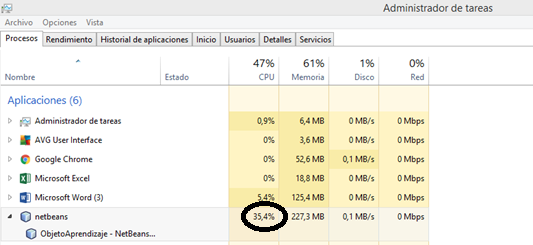 Administrador de tareas
Archivo Opciones Vista
Procesos Rendimiento Historial de aplicaciones Inicio Usuarios Detalles Servicios
47% 61% 1% 0%
Nombre Estado CPU Memoria Disco Red
Aplicaciones (6)
Administrador de tareas 0,9% 6,4 MB 0 MB/s 0 Mbps
AVG User Interface 0% 3,6 MB 0 MB/s 0 Mbps
Google Chrome 0% 52,6 MB 0,1 MB/s 0 Mbps
Microsoft Excel 0% 18,8 MB 0 MB/s 0 Mbps
Microsoft Word (3) 5,4% 125,4 MB 0 MB/s 0 Mbps
netbeans 35,4% 227,3 MB 0,1 MB/s 0 Mbps
ObjetoAprendizaje - NetBeans...